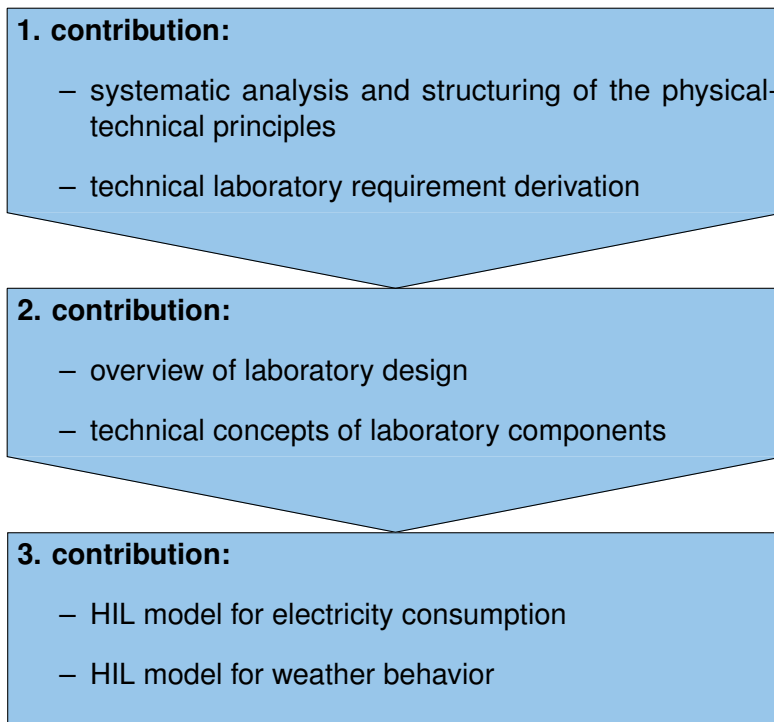 1. contribution:
– systematic analysis and structuring of the physical-
technical principles
– technical laboratory requirement derivation
2. contribution:
– overview of laboratory design
– technical concepts of laboratory components
3. contribution:
– HIL model for electricity consumption
– HIL model for weather behavior